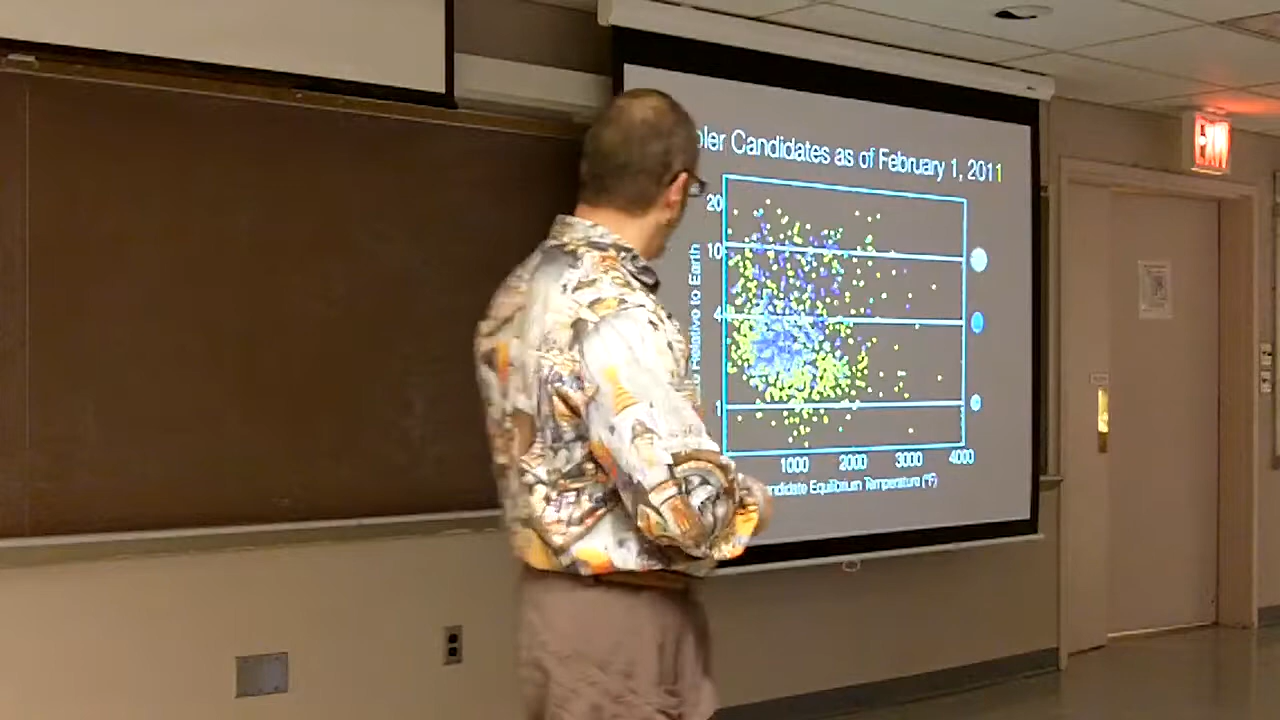 pler Candidates as of February 1, 2011
20
10
4
1
Relative to Earth
1000 2000 3000 4000
ndidate Equilibrium Temperature (°F)